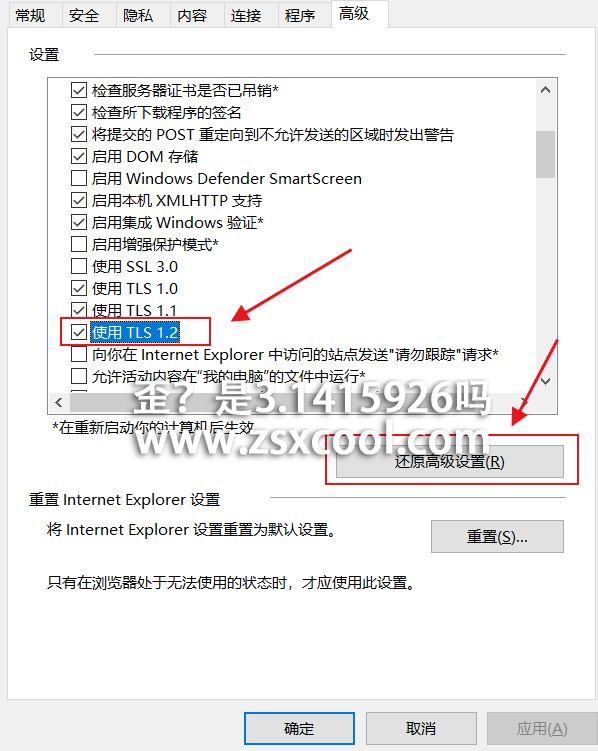 常规 安全 隐私 内容 连接 程序 高级
设置
检查服务器证书是否已吊销*
检查所下载程序的签名
将提交的 POST 重定向到不允许发送的区域时发出警告
启用 DOM 存储
启用 Windows Defender SmartScreen
启用本机 XMLHTTP 支持
启用集成 Windows 验证*
启用增强保护模式*
使用 SSL 3.0
使用 TLS 1.0
使用 TLS 1.1
使用 TLS 1.2
向你在 Internet Explorer 中访问的站点发送"请勿跟踪"请求*
允许活动内容在“我的电脑”的文件中运行*
歪？是3.1415926吗
*在重新启动你的计算机后生效
www.zsxcool.com
还原高级设置(R)
重置 Internet Explorer 设置
将 Internet Explorer 设置重置为默认设置。
重置(S)...
只有在浏览器处于无法使用的状态时，才应使用此设置。
确定 取消 应用(A)